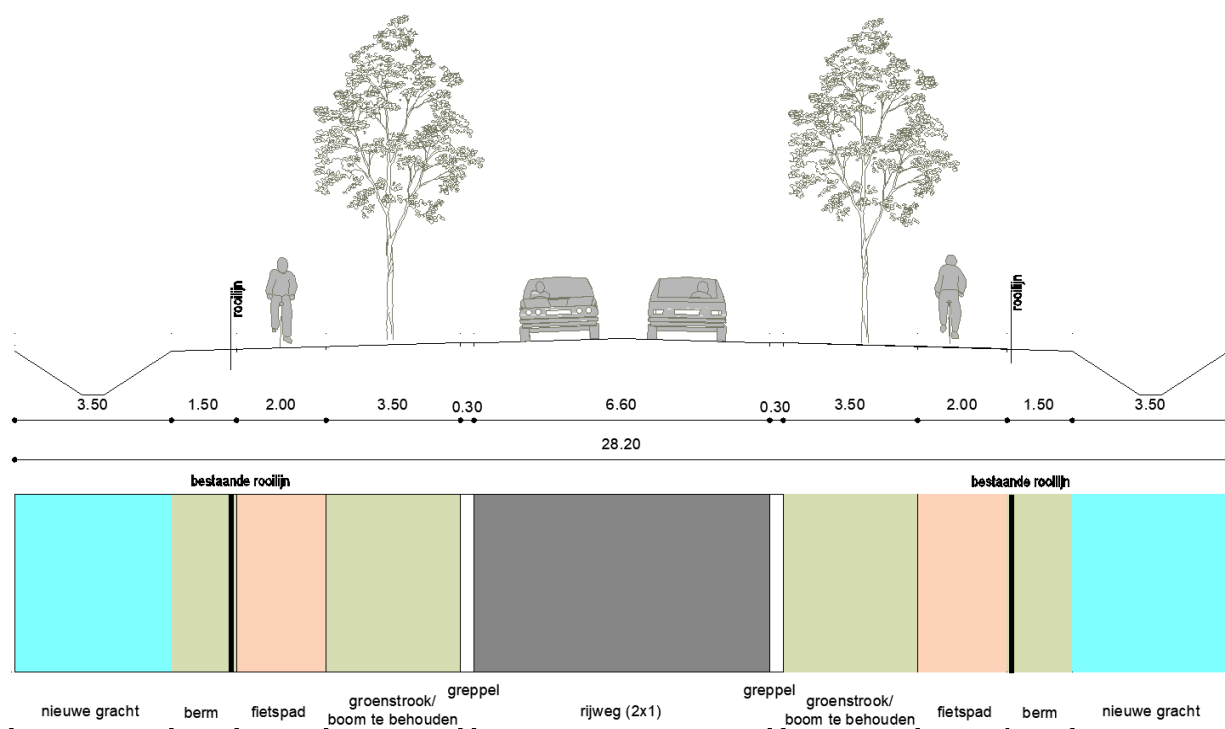 rooilijn
rooilijn
3.50 1.50 2.00 3.50 0.30 6.60 0.30 3.50 2.00 1.50 3.50
28.20
bestaande rooilijn bestaande rooilijn
nieuwe gracht berm fietspad groenstrook/ greppel rijweg (2x1) greppel groenstrook/ fietspad berm nieuwe gracht
boom te behouden boom te behouden